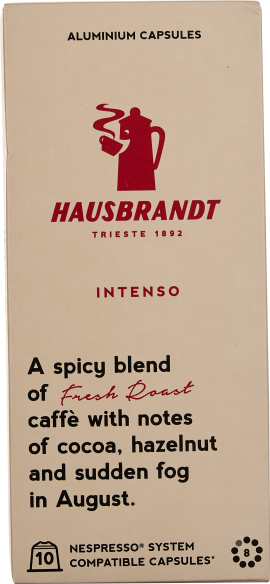 ALUMINIUM CAPSULES
HAUSBRANDT
TRIESTE 1892
INTENSO
A spicy blend
of Fresh Roast
caffè with notes
of cocoa, hazelnut
and sudden fog
in August.
10
NESPRESSO® SYSTEM
COMPATIBLE CAPSULES*
8